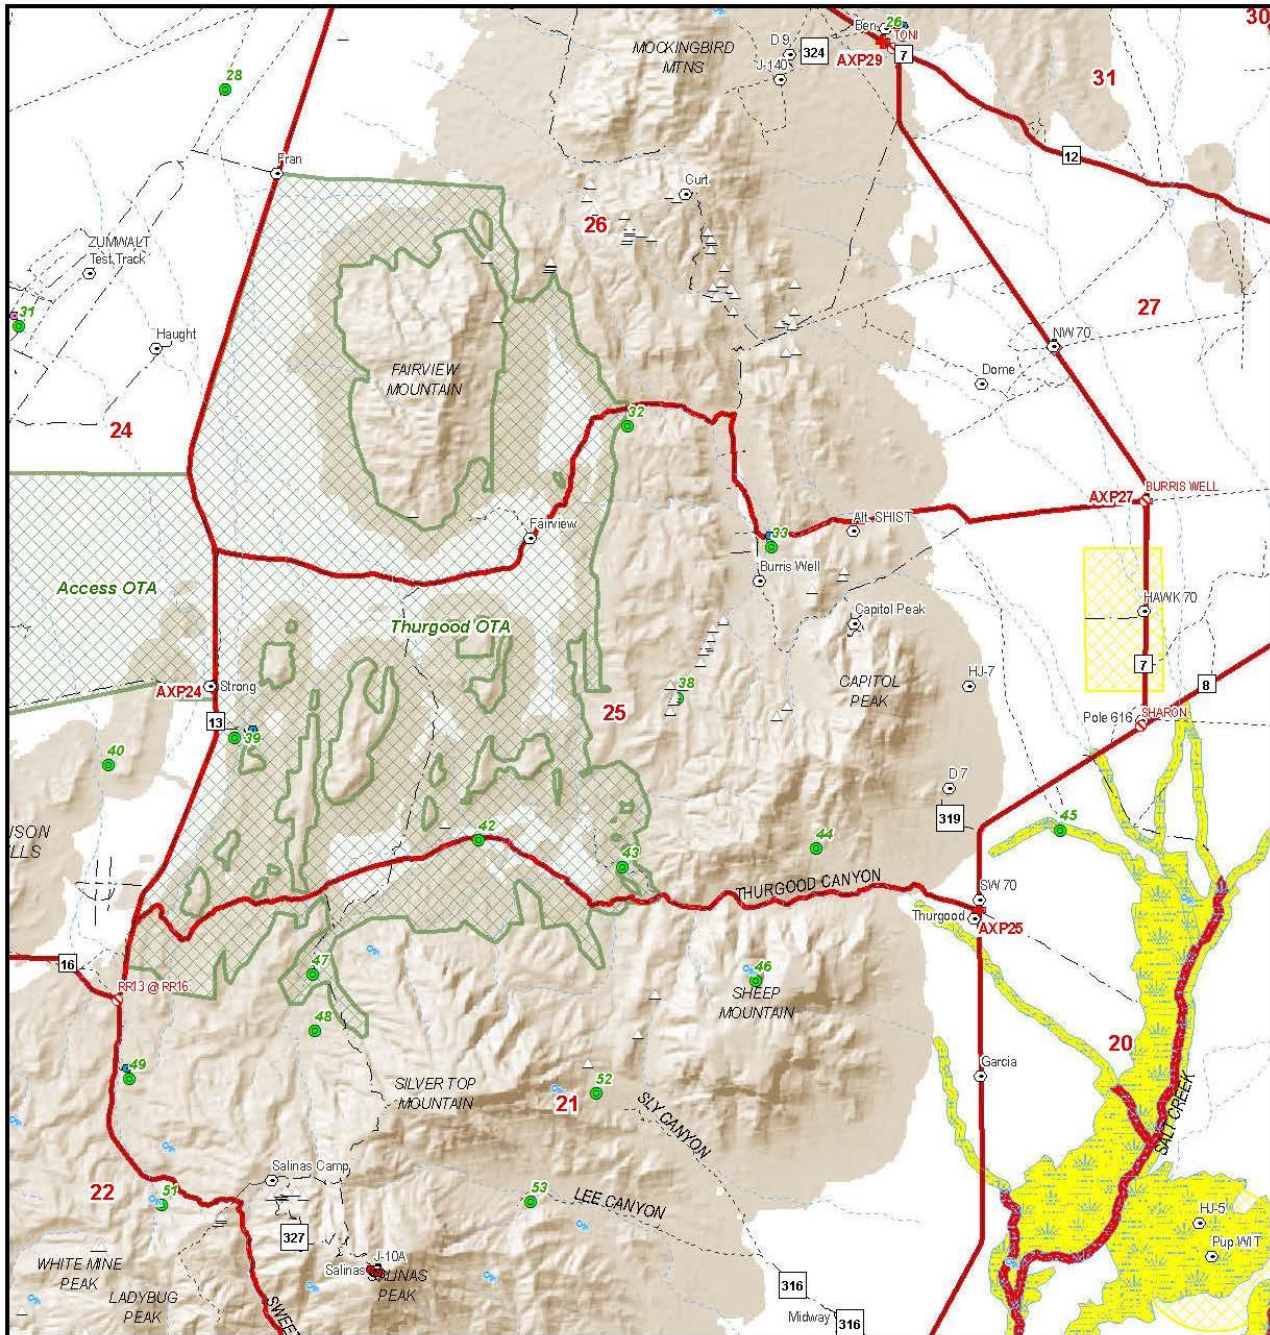 30
26
Ben
TONI
D 9
324
MOCKINGBIRD
MTNS
AXP29
7
J-140
28
31
12
Fran
Gurt
26
ZUMWALT
Test Track
31
27
Haught
NW 70
FAIRVIEW
MOUNTAIN
Dome
32
24
BURRIS WELL
AXP27
Fairview
Alt. SHIST
33
Burris Well
Access OTA
HAWK 70
Capitol Peak
Thurgood OTA
7
8
HJ-7
CAPITOL
PEAK
38
AXP24
Strong
25
SHARON
Pole 616
13
39
40
D 7
319
45
42
44
43
THURGOOD CANYON
SW 70
Thurgood
AXP25
16
47
46
RR13 @ RR16
SHEEP
MOUNTAIN
48
20
49
Garcia
SILVER TOP
MOUNTAIN
52
21
SLY CANYON
SALT CREEK
Salinas Camp
22
51
53
LEE CANYON
HJ-5
327
Pup WIT
J-10A
Salinas
SALINAS
PEAK
WHITE MINE
PEAK
316
LADYBUG
PEAK
Midway
316